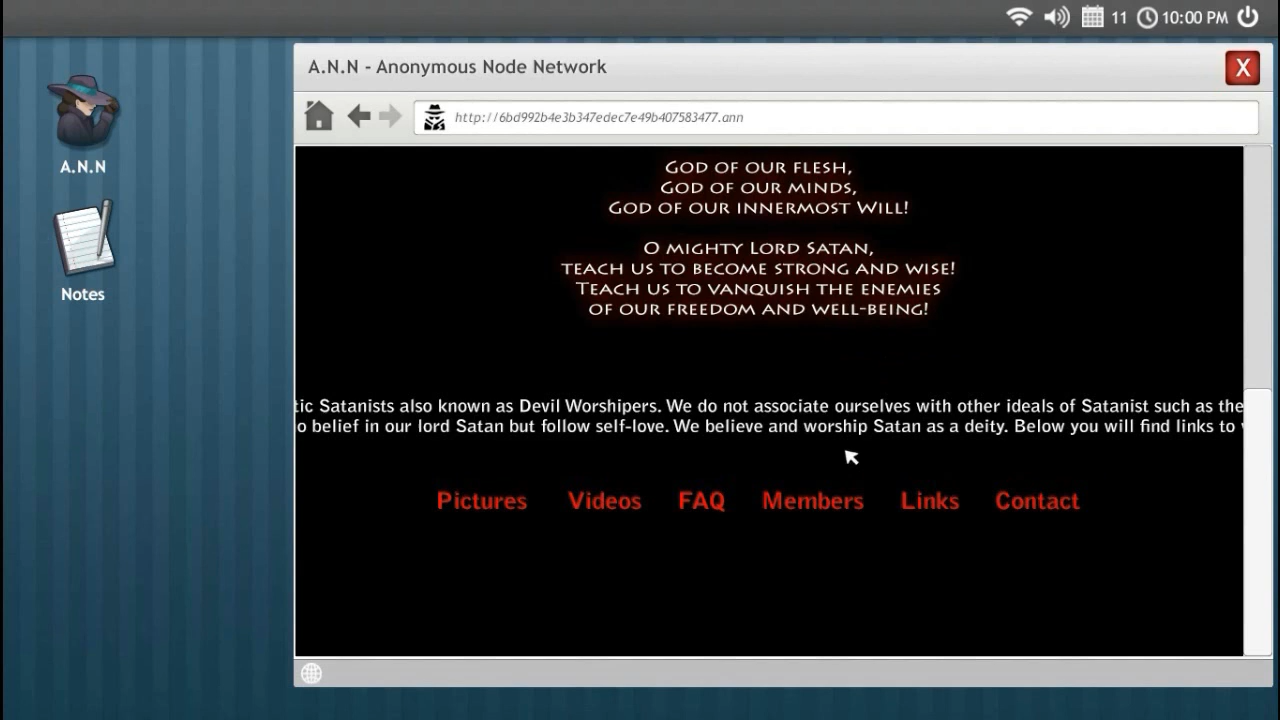 11 10:00 PM
A.N.N - Anonymous Node Network X
http://6bd992b4e3b347edec7e49b407583477.ann
A.N.N
Notes
God of our flesh,
God of our minds,
God of our innermost Will!
O mighty Lord Satan,
teach us to become strong and wise!
Teach us to vanquish the enemies
of our freedom and well-being!
tic Satanists also known as Devil Worshipers. We do not associate ourselves with other ideals of Satanist such as the
o belief in our lord Satan but follow self-love. We believe and worship Satan as a deity. Below you will find links to
Pictures Videos FAQ Members Links Contact